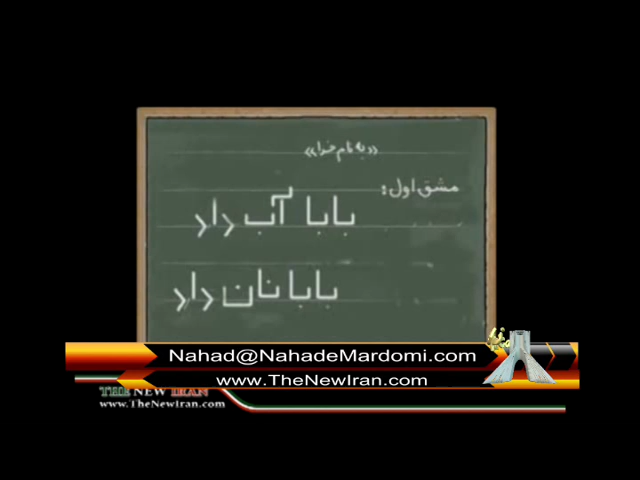 «به نام خدا»
مشق اول:
بابا آب داد
بابا نان داد
Nahad@NahadeMardomi.com
www.TheNewIran.com
THE NEW IRAN
www.TheNewIran.com